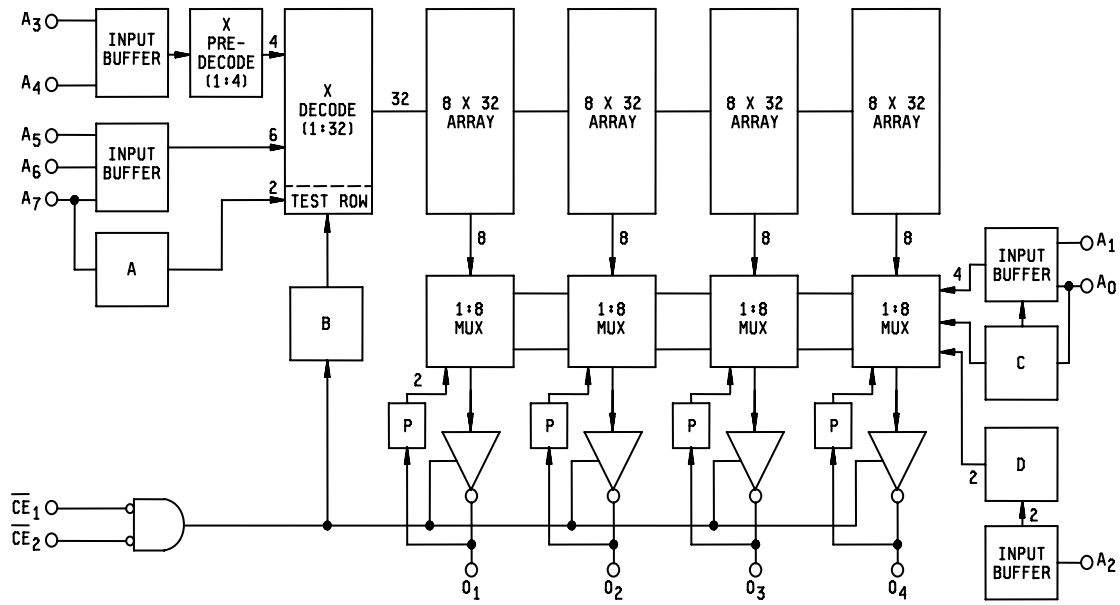 A3
A4
INPUT
BUFFER
X
PRE-
DECODE
(1:4)
4
X
DECODE
(1:32)
32
8 X 32
ARRAY
8 X 32
ARRAY
8 X 32
ARRAY
8 X 32
ARRAY
A5
A6
A7
INPUT
BUFFER
6
2
TEST ROW
A
B
8
8
8
8
1:8
MUX
1:8
MUX
1:8
MUX
1:8
MUX
4
INPUT
BUFFER
A1
A0
C
2
P
P
P
P
D
2
2
INPUT
BUFFER
A2
CE1
CE2
O1
O2
O3
O4